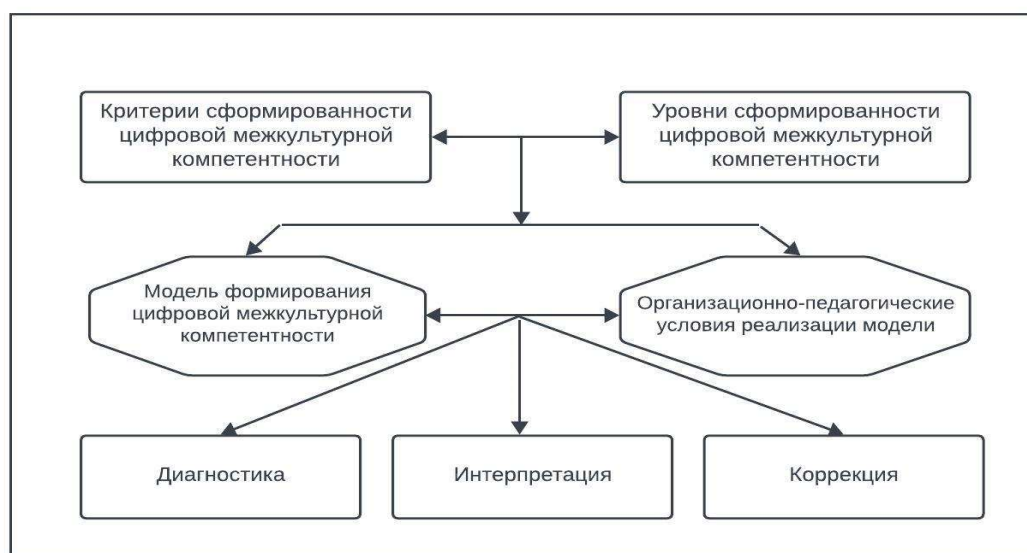 Критерии сформированности
цифровой межкультурной
компетентности
Уровни сформированности
цифровой межкультурной
компетентности
Модель формирования
цифровой межкультурной
компетентности
Организационно-педагогические
условия реализации модели
Диагностика
Интерпретация
Коррекция